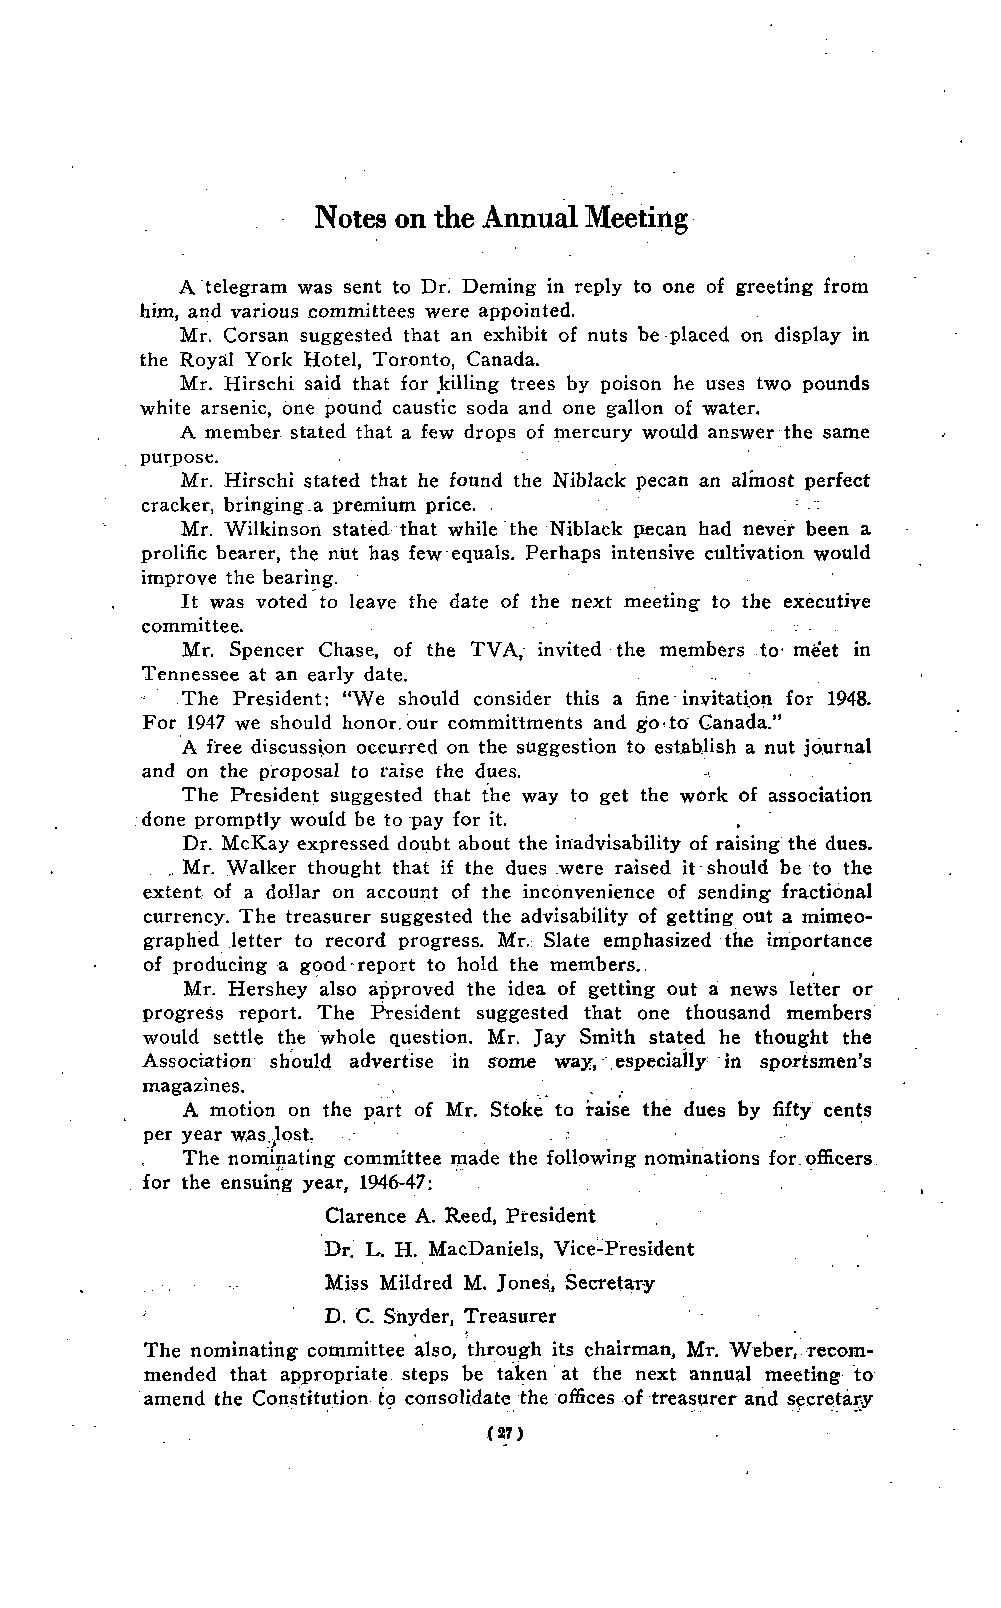 Notes on the Annual Meeting
A telegram was sent to Dr. Deming in reply to one of greeting from
him, and various committees were appointed.
Mr. Corsan suggested that an exhibit of nuts be placed on display in
the Royal York Hotel, Toronto, Canada.
Mr. Hirschi said that for killing trees by poison he uses two pounds
white arsenic, one pound caustic soda and one gallon of water.
A member stated that a few drops of mercury would answer the same
purpose.
Mr. Hirschi stated that he found the Niblack pecan an almost perfect
cracker, bringing a premium price.
Mr. Wilkinson stated that while the Niblack pecan had never been a
prolific bearer, the nut has few equals. Perhaps intensive cultivation would
improve the bearing.
It was voted to leave the date of the next meeting to the executive
committee.
Mr. Spencer Chase, of the TVA, invited the members to meet in
Tennessee at an early date.
The President: “We should consider this a fine invitation for 1948.
For 1947 we should honor our committments and go to Canada.”
A free discussion occurred on the suggestion to establish a nut journal
and on the proposal to raise the dues.
The President suggested that the way to get the work of association
done promptly would be to pay for it.
Dr. McKay expressed doubt about the inadvisability of raising the dues.
Mr. Walker thought that if the dues were raised it should be to the
extent of a dollar on account of the inconvenience of sending fractional
currency. The treasurer suggested the advisability of getting out a mimeo-
graphed letter to record progress. Mr. Slate emphasized the importance
of producing a good report to hold the members.
Mr. Hershey also approved the idea of getting out a news letter or
progress report. The President suggested that one thousand members
would settle the whole question. Mr. Jay Smith stated he thought the
Association should advertise in some way, especially in sportsmen's
magazines.
A motion on the part of Mr. Stoke to raise the dues by fifty cents
per year was lost.
The nominating committee made the following nominations for officers
for the ensuing year, 1946-47:
Clarence A. Reed, President
Dr. L. H. MacDaniels, Vice-President
Miss Mildred M. Jones, Secretary
D. C. Snyder, Treasurer
The nominating committee also, through its chairman, Mr. Weber, recom-
mended that appropriate steps be taken at the next annual meeting to
amend the Constitution to consolidate the offices of treasurer and secretary
(27)